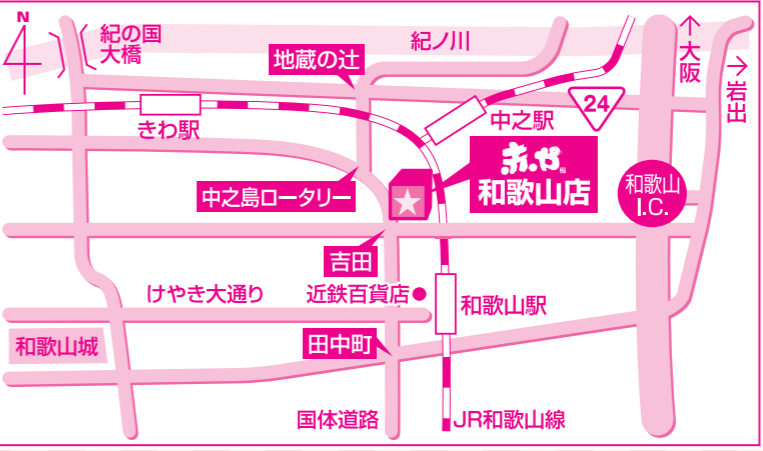 N
紀の国
大橋
紀ノ川
地蔵の辻
↑大阪
→岩出
24
きわ駅
中之駅
赤や
和歌山店
和歌山
I.C.
中之島ロータリー
吉田
けやき大通り
近鉄百貨店
和歌山駅
和歌山城
田中町
国体道路
JR和歌山線